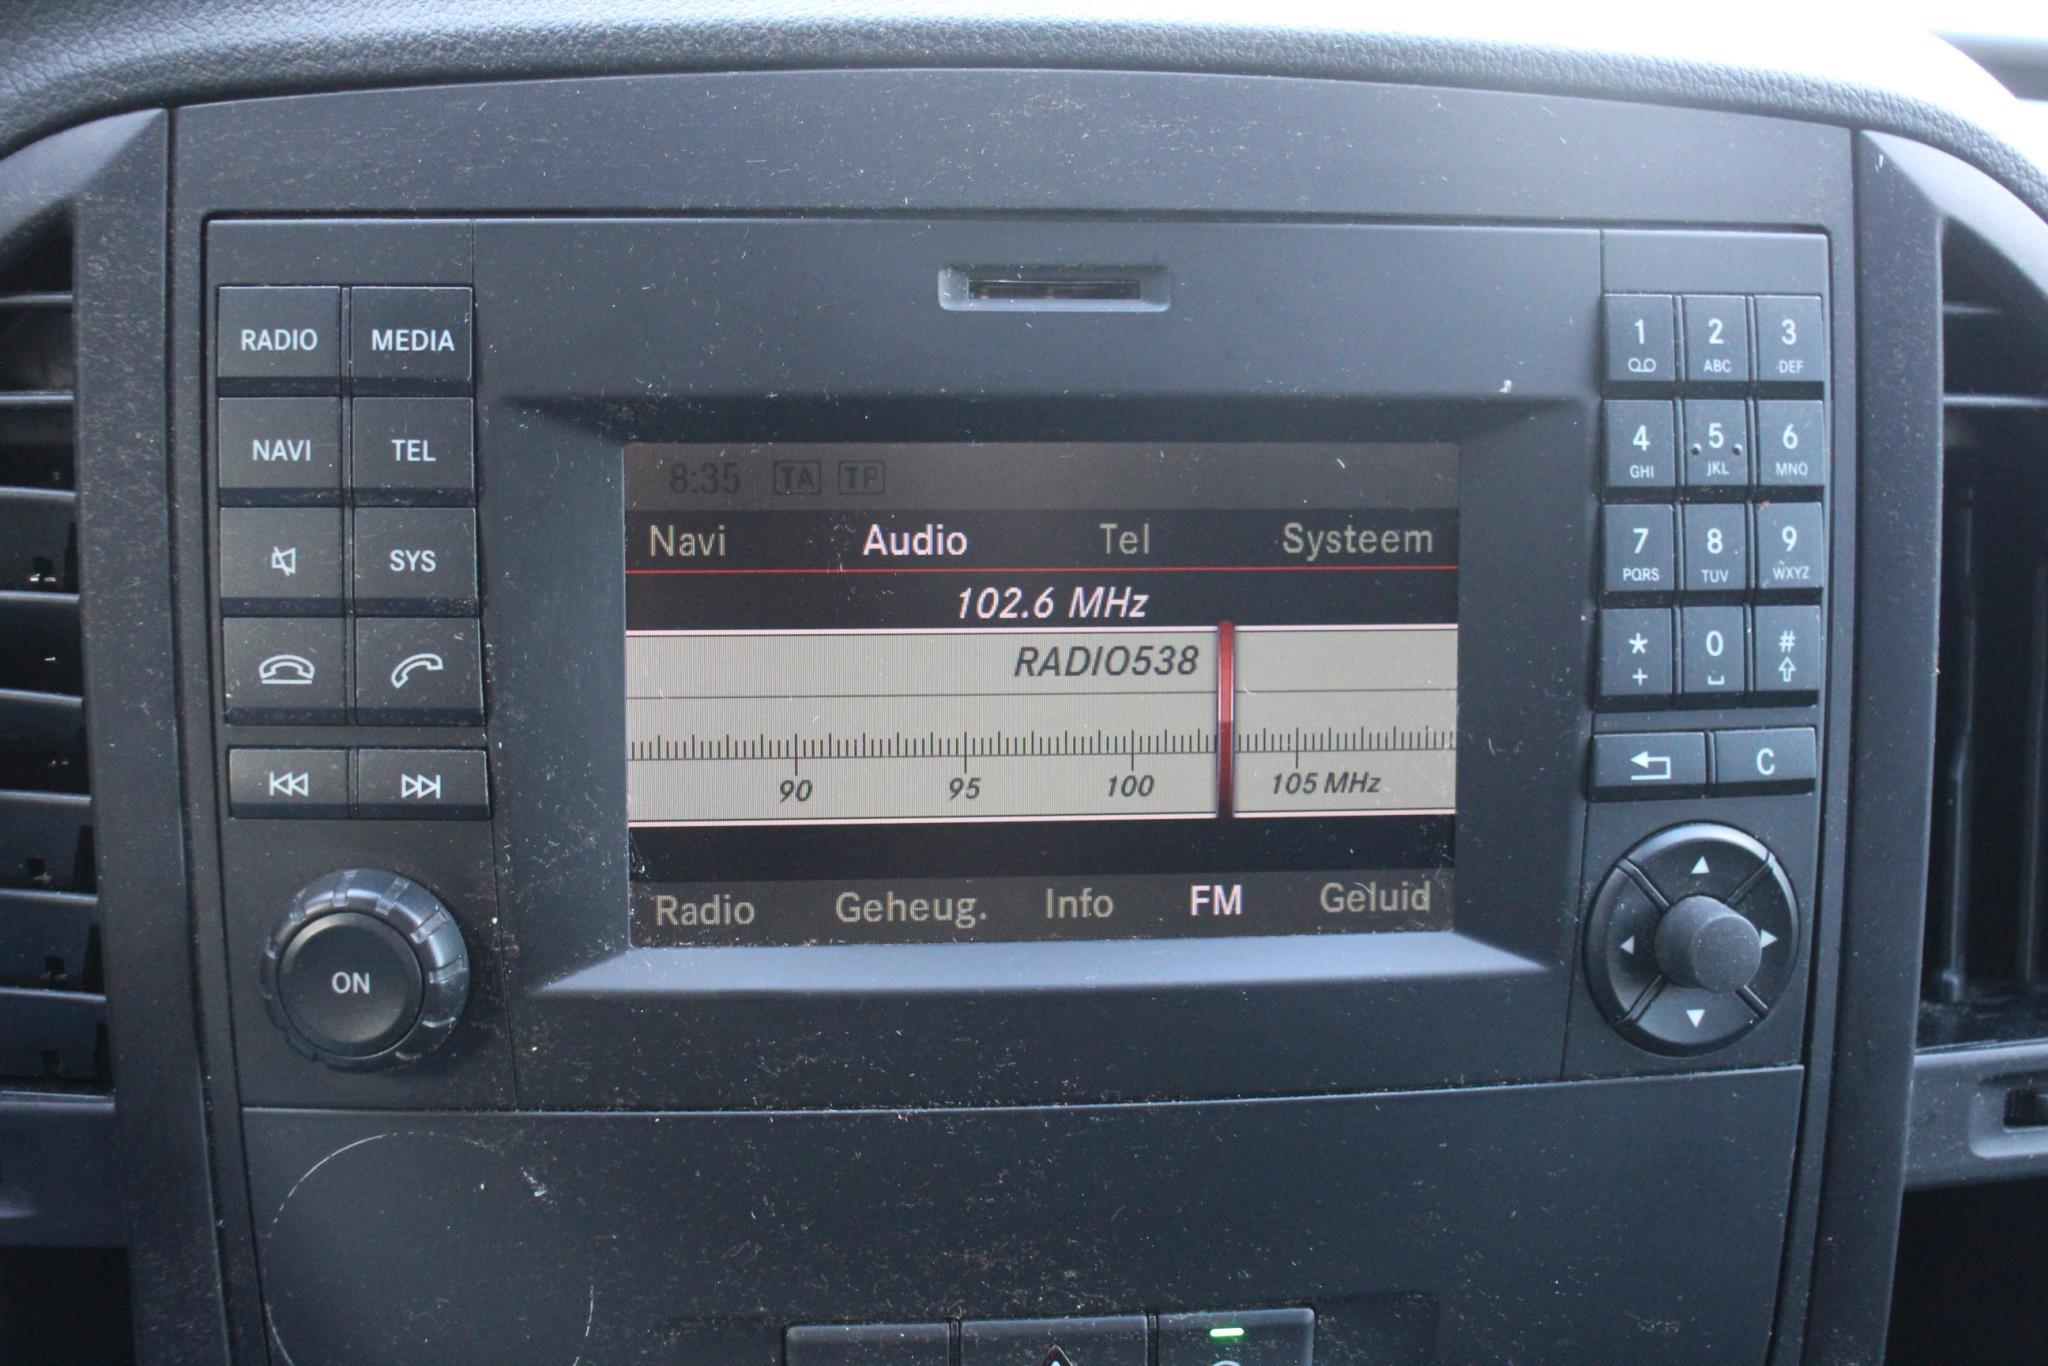 RADIO MEDIA
NAVI TEL
SYS
ON
8:35 TA TP
Navi Audio Tel Systeem
102.6 MHz
RADIO538
90 95 100 105 MHz
Radio Geheug. Info FM Geluid
1 2 3
ABC DEF
4 5 6
GHI JKL MNO
7 8 9
PQRS TUV WXYZ
* 0 #
+
C